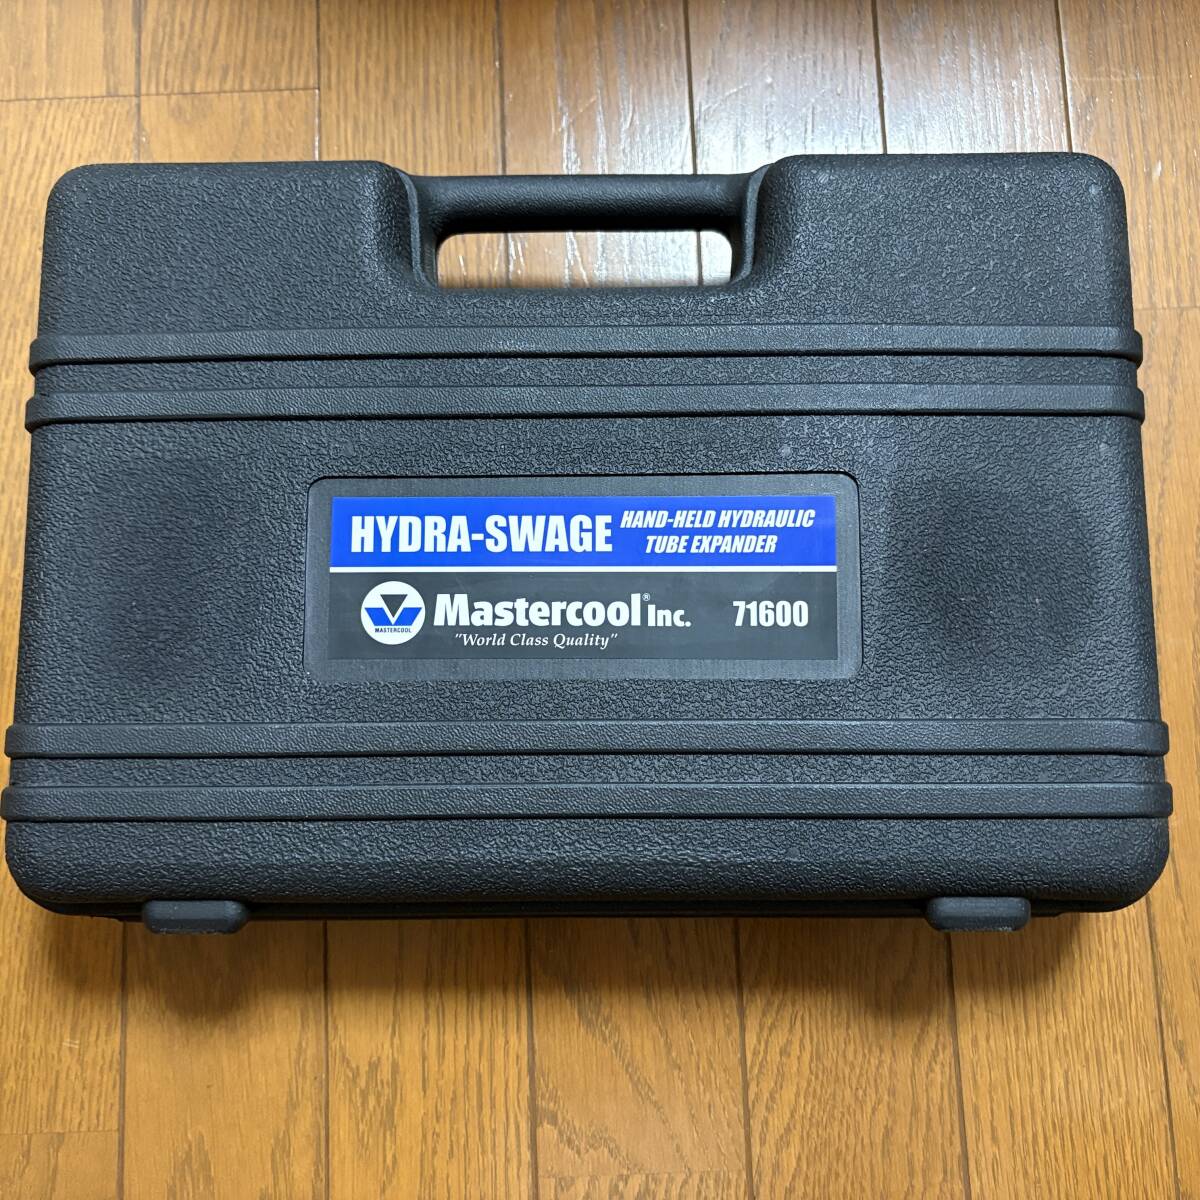 HYDRA-SWAGE HAND-HELD HYDRAULIC
TUBE EXPANDER
MASTERCOOL
Mastercool® Inc. 71600
"World Class Quality"